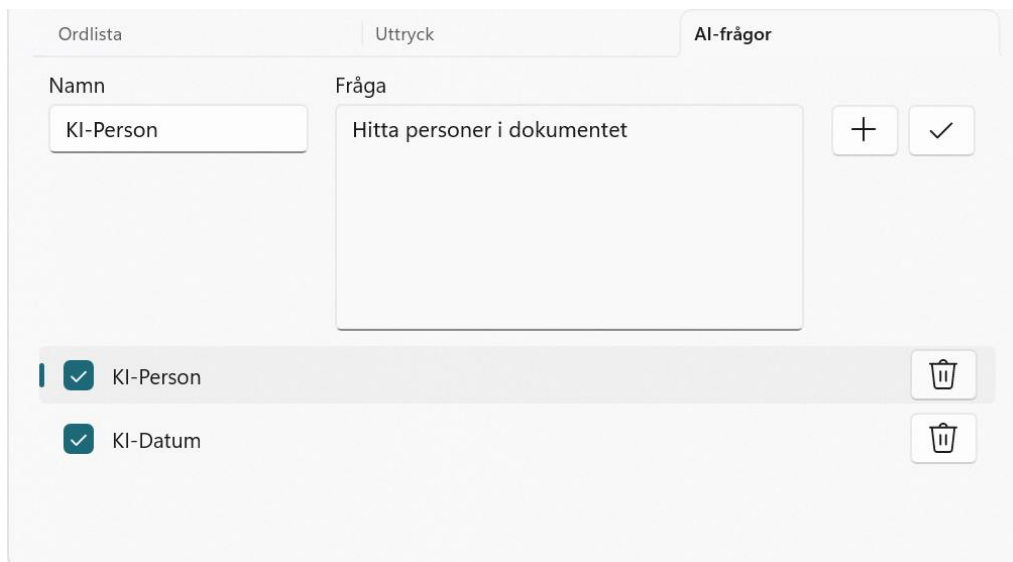 Ordlista
Uttryck
AI-frågor
Namn
Fråga
KI-Person
Hitta personer i dokumentet
KI-Person
KI-Datum